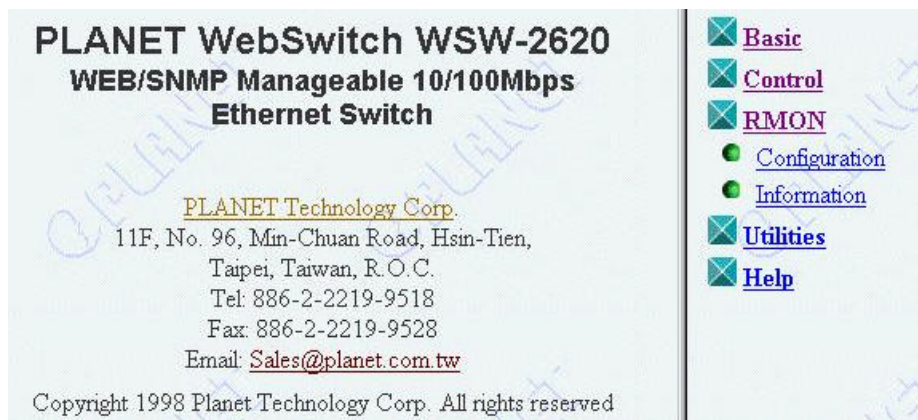 PLANET WebSwitch WSW-2620
WEB/SNMP Manageable 10/100Mbps
Ethernet Switch
PLANET Technology Corp.
11F, No. 96, Min-Chuan Road, Hsin-Tien,
Taipei, Taiwan, R.O.C.
Tel: 886-2-2219-9518
Fax: 886-2-2219-9528
Email: Sales@planet.com.tw
Copyright 1998 Planet Technology Corp. All rights reserved
Basic
Control
RMON
Configuration
Information
Utilities
Help